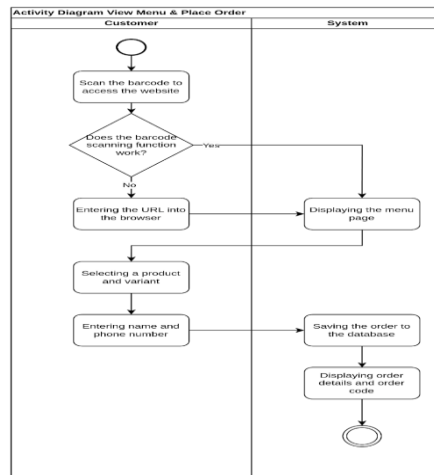 Activity Diagram View Menu & Place Order
Customer
System
Scan the barcode to
access the website
Does the barcode
scanning function
work?
Yes
No
Entering the URL into
the browser
Displaying the menu
page
Selecting a product
and variant
Entering name and
phone number
Saving the order to
the database
Displaying order
details and order
code